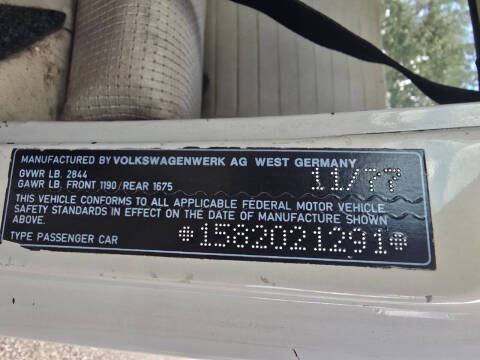 MANUFACTURED BY VOLKSWAGENWERK AG WEST GERMANY
GVWR LB. 2844 11/77
GAWR LB. FRONT 1190/REAR 1675
THIS VEHICLE CONFORMS TO ALL APPLICABLE FEDERAL MOTOR VEHICLE
SAFETY STANDARDS IN EFFECT ON THE DATE OF MANUFACTURE SHOWN
ABOVE.
TYPE PASSENGER CAR *1582021291*